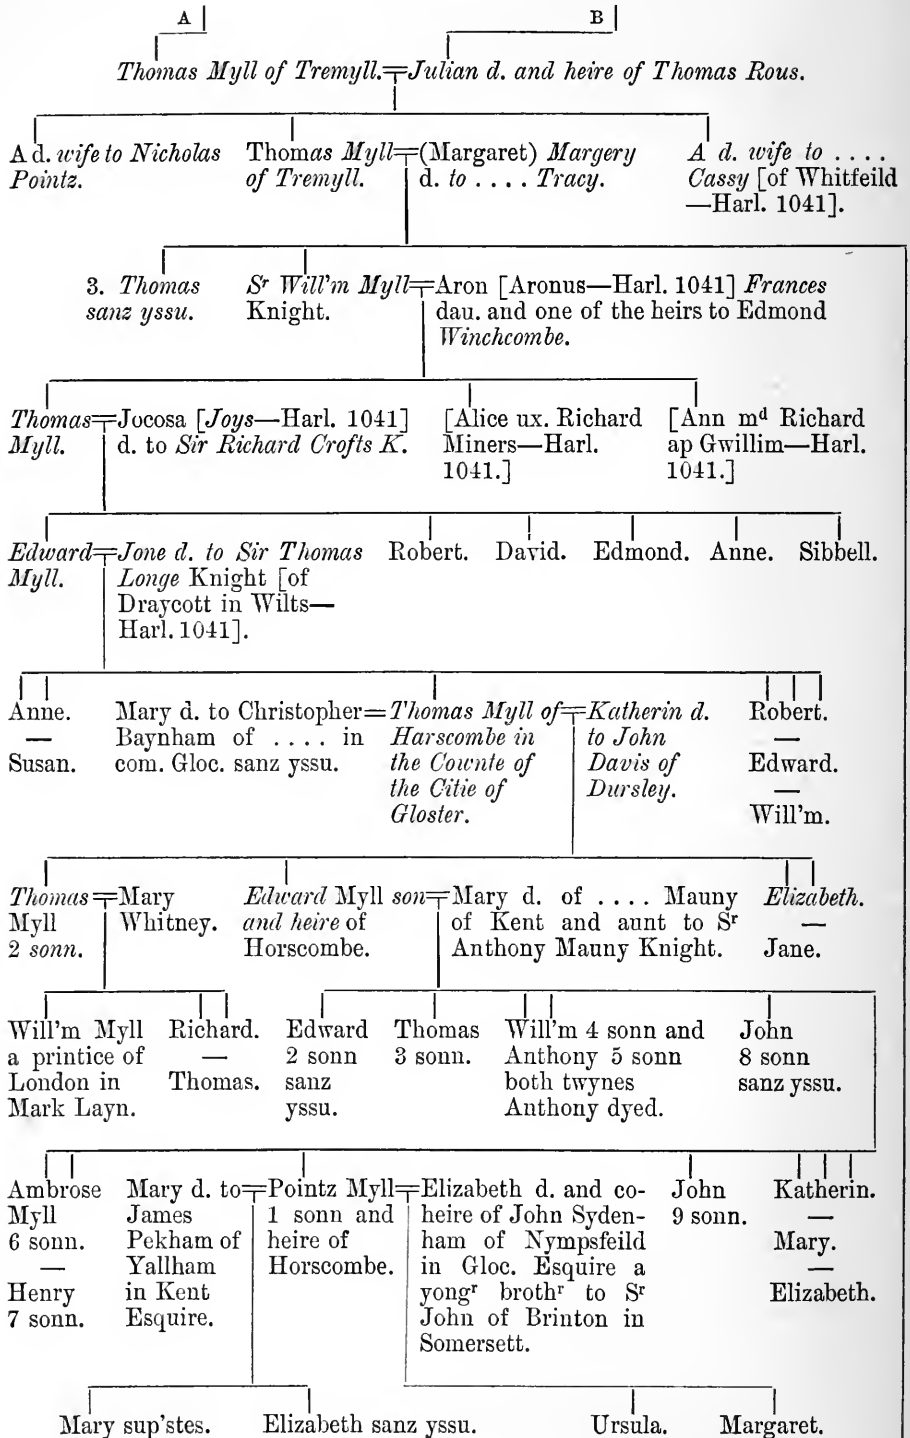 A B
Thomas Myll of Tremyll.=Julian d. and heire of Thomas Rous.
A d. wife to Nicholas
Pointz.
Thomas Myll=(Margaret) Margery
of Tremyll. d. to .... Tracy.
A d. wife to ....
Cassy [of Whitfeild
—Harl. 1041].
3. Thomas
sanz yssu.
Sr Will'm Myll=Aron [Aronus—Harl. 1041] Frances
Knight. dau. and one of the heirs to Edmond
Winchcombe.
Thomas=Jocosa [Joys—Harl. 1041]
Myll. d. to Sir Richard Crofts K.
[Alice ux. Richard
Miners—Harl.
1041.]
[Ann md Richard
ap Gwillim—Harl.
1041.]
Edward=Jone d. to Sir Thomas
Myll. Longe Knight [of
Draycott in Wilts—
Harl. 1041].
Robert. David. Edmond. Anne. Sibbell.
Anne.
—
Susan.
Mary d. to Christopher=Thomas Myll of=Katherin d.
Baynham of .... in Harscombe in to John
com. Gloc. sanz yssu. the Cownte of Davis of
the Citie of Dursley.
Gloster.
Robert.
—
Edward.
—
Will'm.
Thomas=Mary
Myll Whitney.
2 sonn.
Edward Myll son=Mary d. of .... Mauny
and heire of of Kent and aunt to Sr
Horscombe. Anthony Mauny Knight.
Elizabeth.
—
Jane.
Will'm Myll
a printice of
London in
Mark Layn.
Richard.
—
Thomas.
Edward
2 sonn
sanz
yssu.
Thomas
3 sonn.
Will'm 4 sonn and
Anthony 5 sonn
both twynes
Anthony dyed.
John
8 sonn
sanz yssu.
Ambrose
Myll
6 sonn.
—
Henry
7 sonn.
Mary d. to=Pointz Myll=Elizabeth d. and co-
James 1 sonn and heire of John Syden-
Pekham of heire of ham of Nympsfeild
Yallham Horscombe. in Gloc. Esquire a
in Kent yongr brothr to Sr
Esquire. John of Brinton in
Somersett.
John
9 sonn.
Katherin.
—
Mary.
—
Elizabeth.
Mary sup'stes. Elizabeth sanz yssu. Ursula. Margaret.